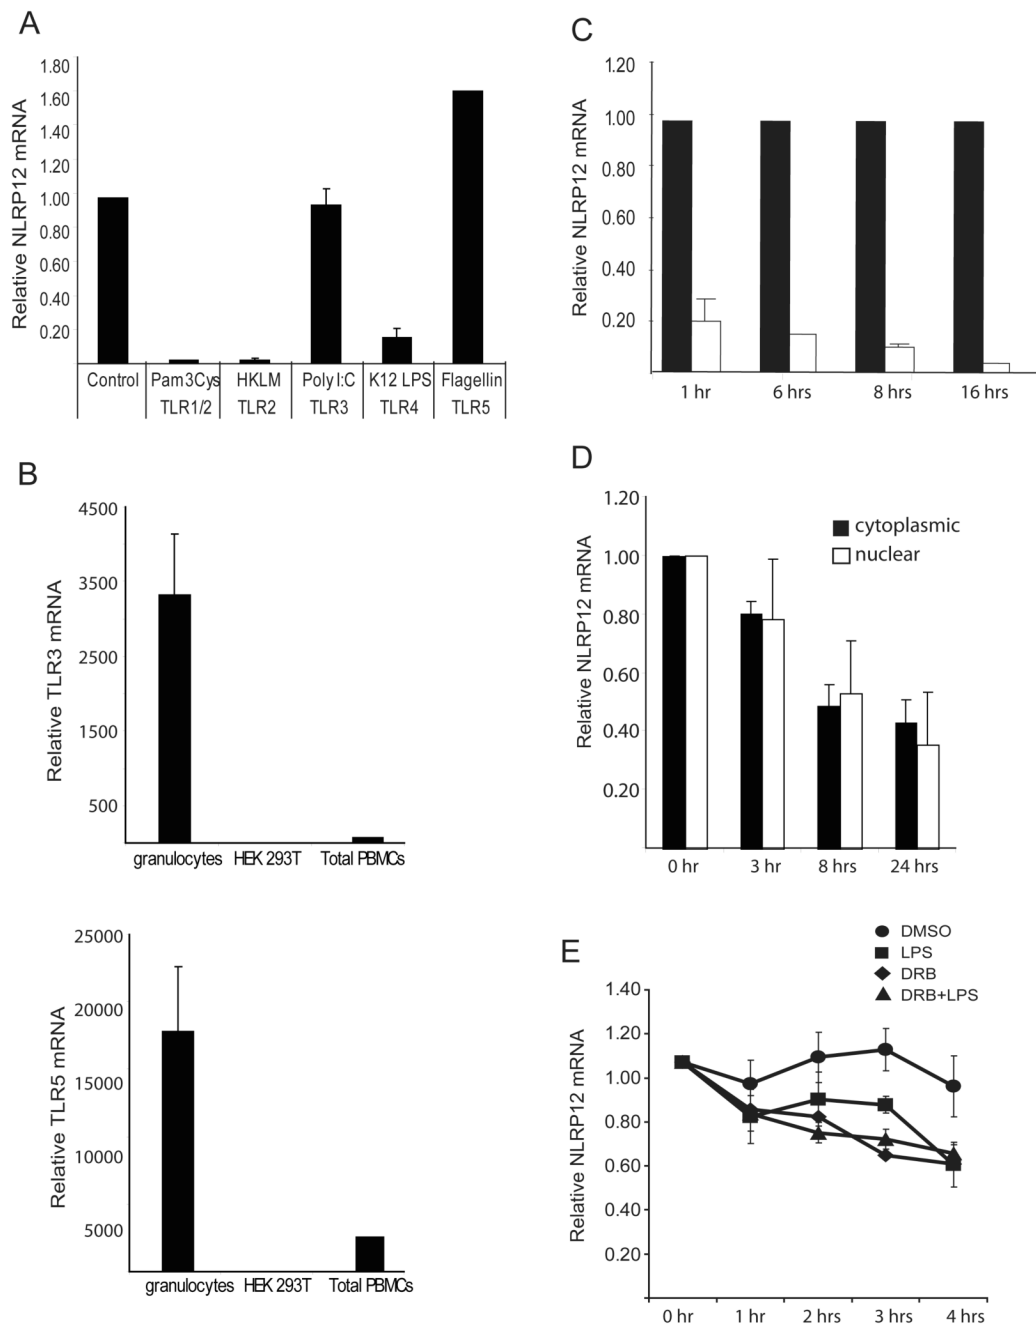 A
Relative NLRP12 mRNA
1.80
1.60
1.40
1.20
1.00
0.80
0.60
0.40
0.20
Control Pam3Cys HKLM Poly I:C K12 LPS Flagellin
TLR1/2 TLR2 TLR3 TLR4 TLR5
B
Relative TLR3 mRNA
4500
3500
2500
1500
500
granulocytes HEK 293T Total PBMCs
Relative TLR5 mRNA
25000
20000
15000
10000
5000
granulocytes HEK 293T Total PBMCs
C
Relative NLRP12 mRNA
1.20
1.00
0.80
0.60
0.40
0.20
1 hr 6 hrs 8 hrs 16 hrs
D
Relative NLRP12 mRNA
1.20
1.00
0.80
0.60
0.40
0.20
cytoplasmic
nuclear
0 hr 3 hr 8 hrs 24 hrs
E
DMSO
LPS
DRB
DRB+LPS
Relative NLRP12 mRNA
1.40
1.20
1.00
0.80
0.60
0.40
0.20
0 hr 1 hr 2 hrs 3 hrs 4 hrs